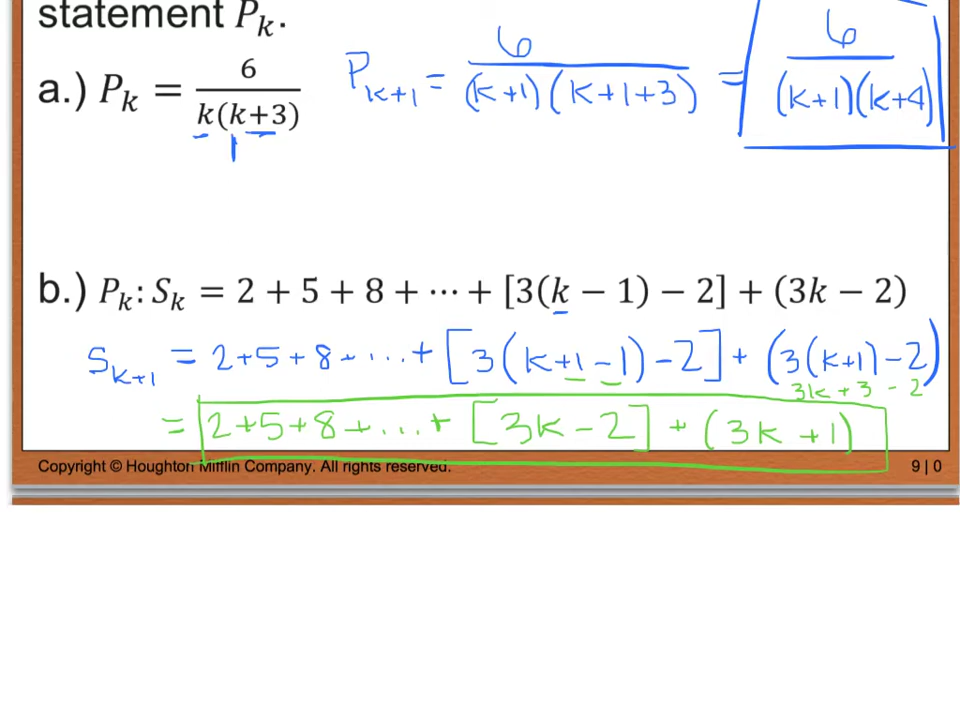 statement Pₖ.
a.) Pₖ = 6/(k(k+3)) Pₖ₊₁ = 6/((k+1)(k+1+3)) = 6/((k+1)(k+4))
b.) Pₖ: Sₖ = 2 + 5 + 8 + ⋯ + [3(k − 1) − 2] + (3k − 2)
Sₖ₊₁ = 2+5+8+...+ [3(k+1−1)−2] + (3(k+1)−2)
3k+3−2
= 2+5+8+...+ [3k−2] + (3k+1)
Copyright © Houghton Mifflin Company. All rights reserved. 9 | 0